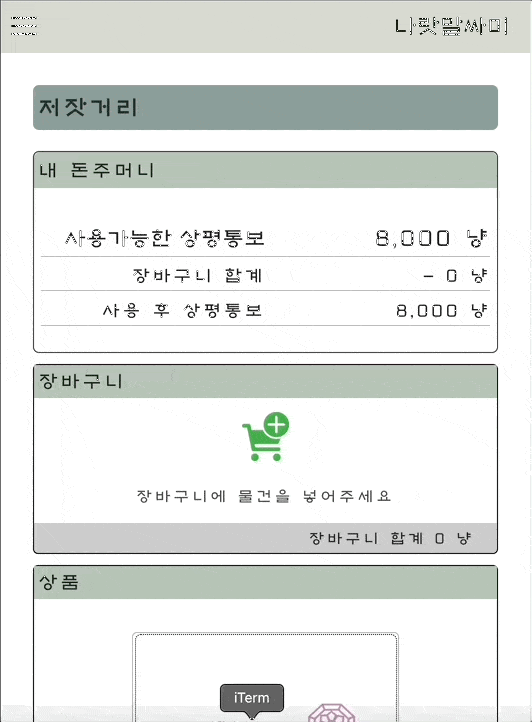 나랏말싸미
저잣거리
내 돈주머니
사용가능한 상평통보 8,000 냥
장바구니 합계 - 0 냥
사용 후 상평통보 8,000 냥
장바구니
장바구니에 물건을 넣어주세요
장바구니 합계 0 냥
상품
iTerm